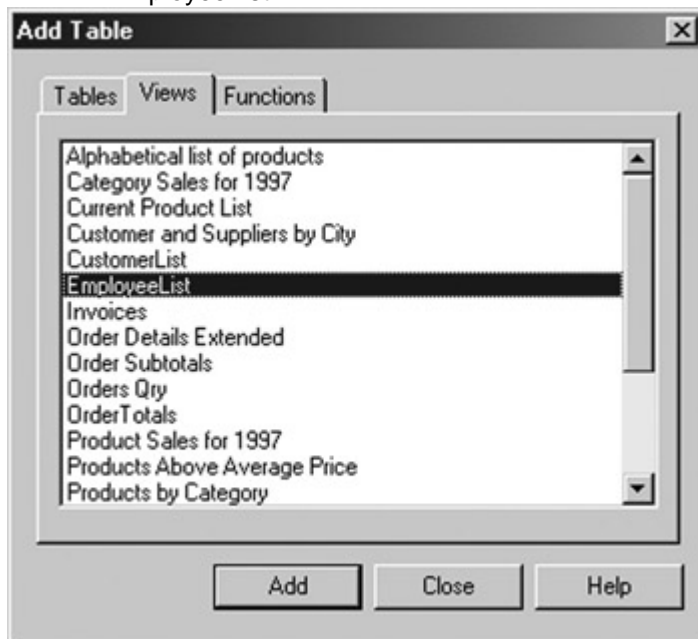 Add Table
Tables Views Functions
Alphabetical list of products
Category Sales for 1997
Current Product List
Customer and Suppliers by City
CustomerList
EmployeeList
Invoices
Order Details Extended
Order Subtotals
Orders Qry
OrderTotals
Product Sales for 1997
Products Above Average Price
Products by Category
Add Close Help